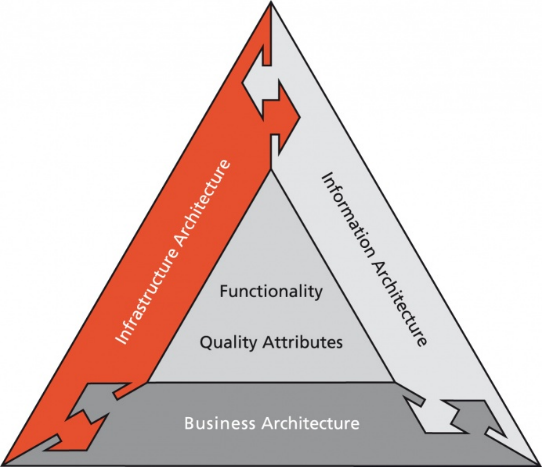 Infrastructure Architecture
Information Architecture
Functionality
Quality Attributes
Business Architecture